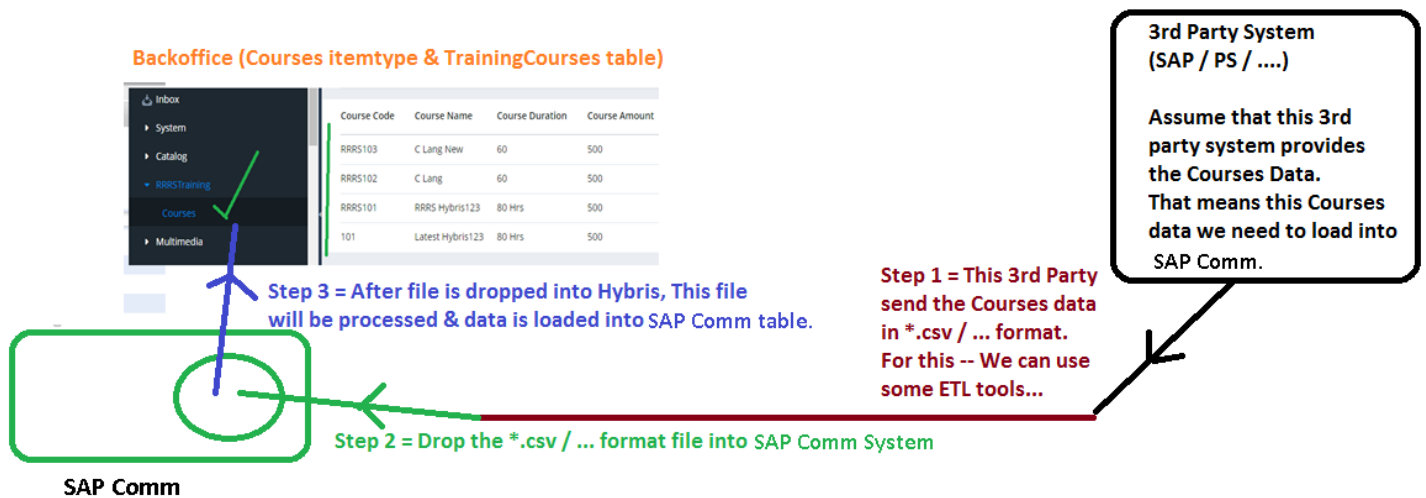 3rd Party System
(SAP / PS / ....)
Assume that this 3rd
party system provides
the Courses Data.
That means this Courses
data we need to load into
SAP Comm.
Backoffice (Courses itemtype & TrainingCourses table)
Inbox
System
Catalog
RRRSTraining
Courses
Multimedia
Course Code Course Name Course Duration Course Amount
RRRS103 C Lang New 60 500
RRRS102 C Lang 60 500
RRRS101 RRRS Hybris123 80 Hrs 500
101 Latest Hybris123 80 Hrs 500
Step 1 = This 3rd Party
send the Courses data
in *.csv / ... format.
For this -- We can use
some ETL tools...
Step 3 = After file is dropped into Hybris, This file
will be processed & data is loaded into SAP Comm table.
Step 2 = Drop the *.csv / ... format file into SAP Comm System
SAP Comm